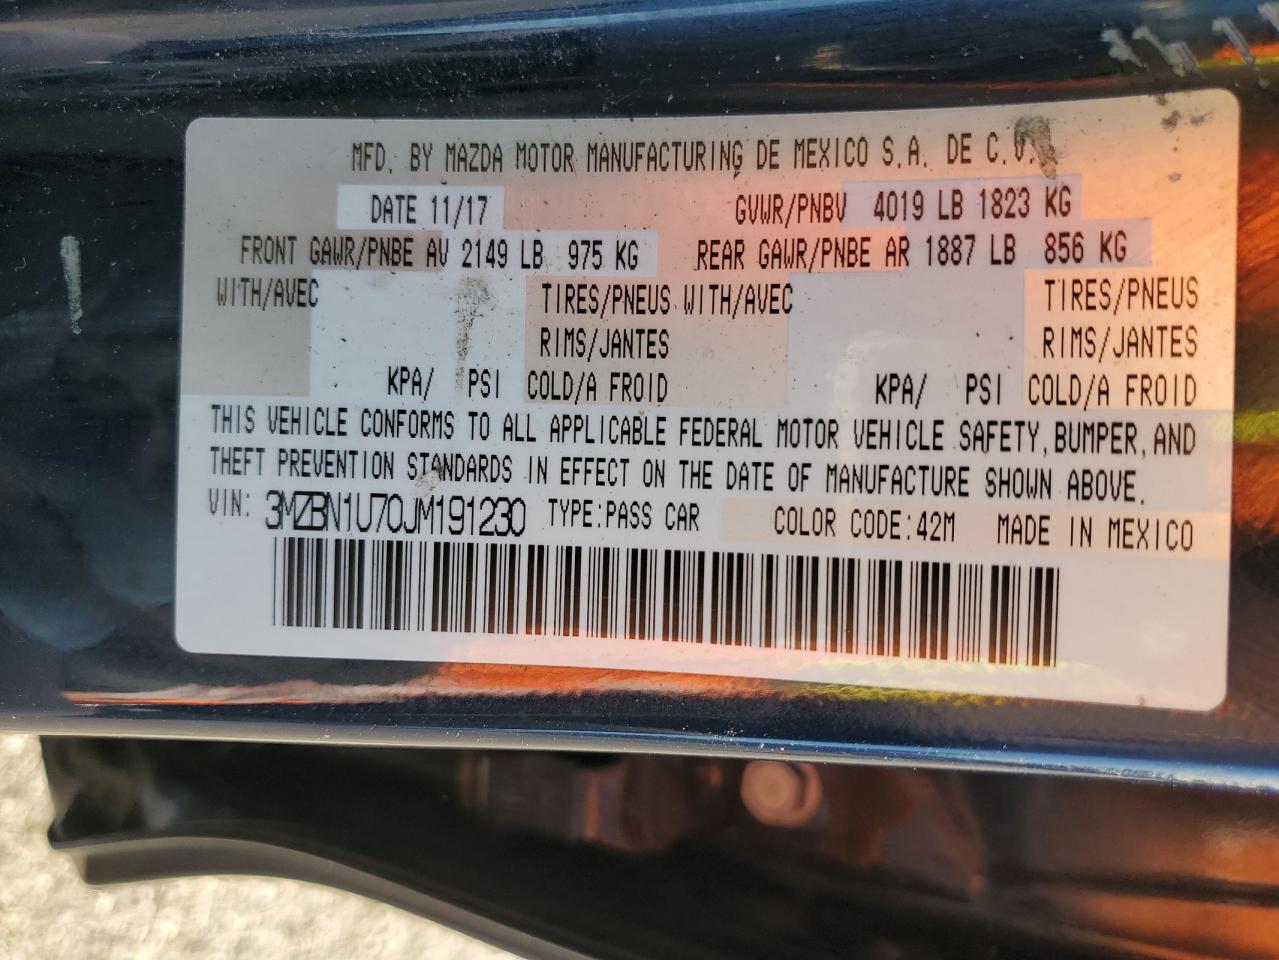 MFD. BY MAZDA MOTOR MANUFACTURING DE MEXICO S.A. DE C.V.
DATE 11/17 GVWR/PNBV 4019 LB 1823 KG
FRONT GAWR/PNBE AV 2149 LB 975 KG REAR GAWR/PNBE AR 1887 LB 856 KG
WITH/AVEC TIRES/PNEUS WITH/AVEC TIRES/PNEUS
RIMS/JANTES RIMS/JANTES
KPA/ PSI COLD/A FROID KPA/ PSI COLD/A FROID
THIS VEHICLE CONFORMS TO ALL APPLICABLE FEDERAL MOTOR VEHICLE SAFETY, BUMPER, AND
THEFT PREVENTION STANDARDS IN EFFECT ON THE DATE OF MANUFACTURE SHOWN ABOVE.
VIN: 3MZBN1U70JM191230 TYPE:PASS CAR COLOR CODE:42M MADE IN MEXICO